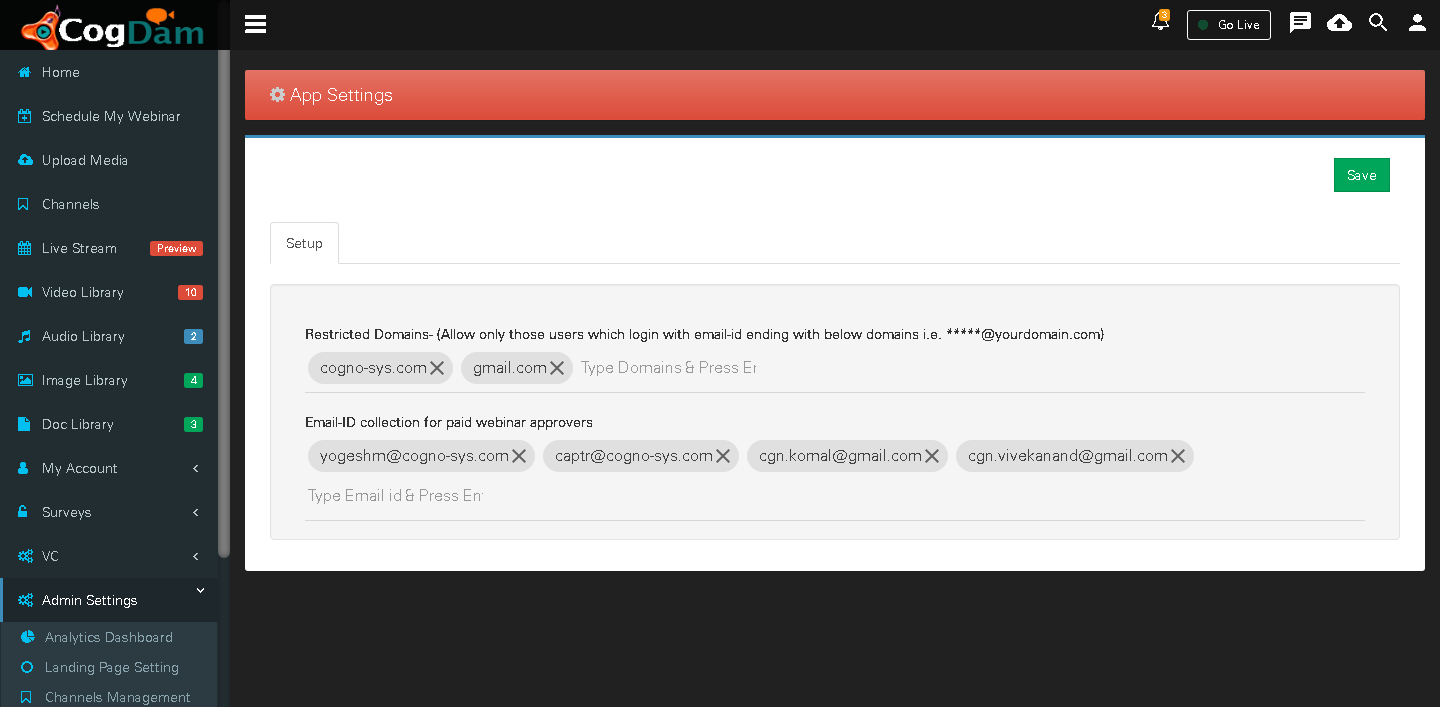 CogDam
3
Go Live
Home
Schedule My Webinar
Upload Media
Channels
Live Stream Preview
Video Library 10
Audio Library 2
Image Library 4
Doc Library 3
My Account
Surveys
VC
Admin Settings
Analytics Dashboard
Landing Page Setting
Channels Management
App Settings
Save
Setup
Restricted Domains- (Allow only those users which login with email-id ending with below domains i.e. *****@yourdomain.com)
cogno-sys.com gmail.com Type Domains & Press En
Email-ID collection for paid webinar approvers
yogeshm@cogno-sys.com captr@cogno-sys.com cgn.komal@gmail.com cgn.vivekanand@gmail.com
Type Email id & Press Ent